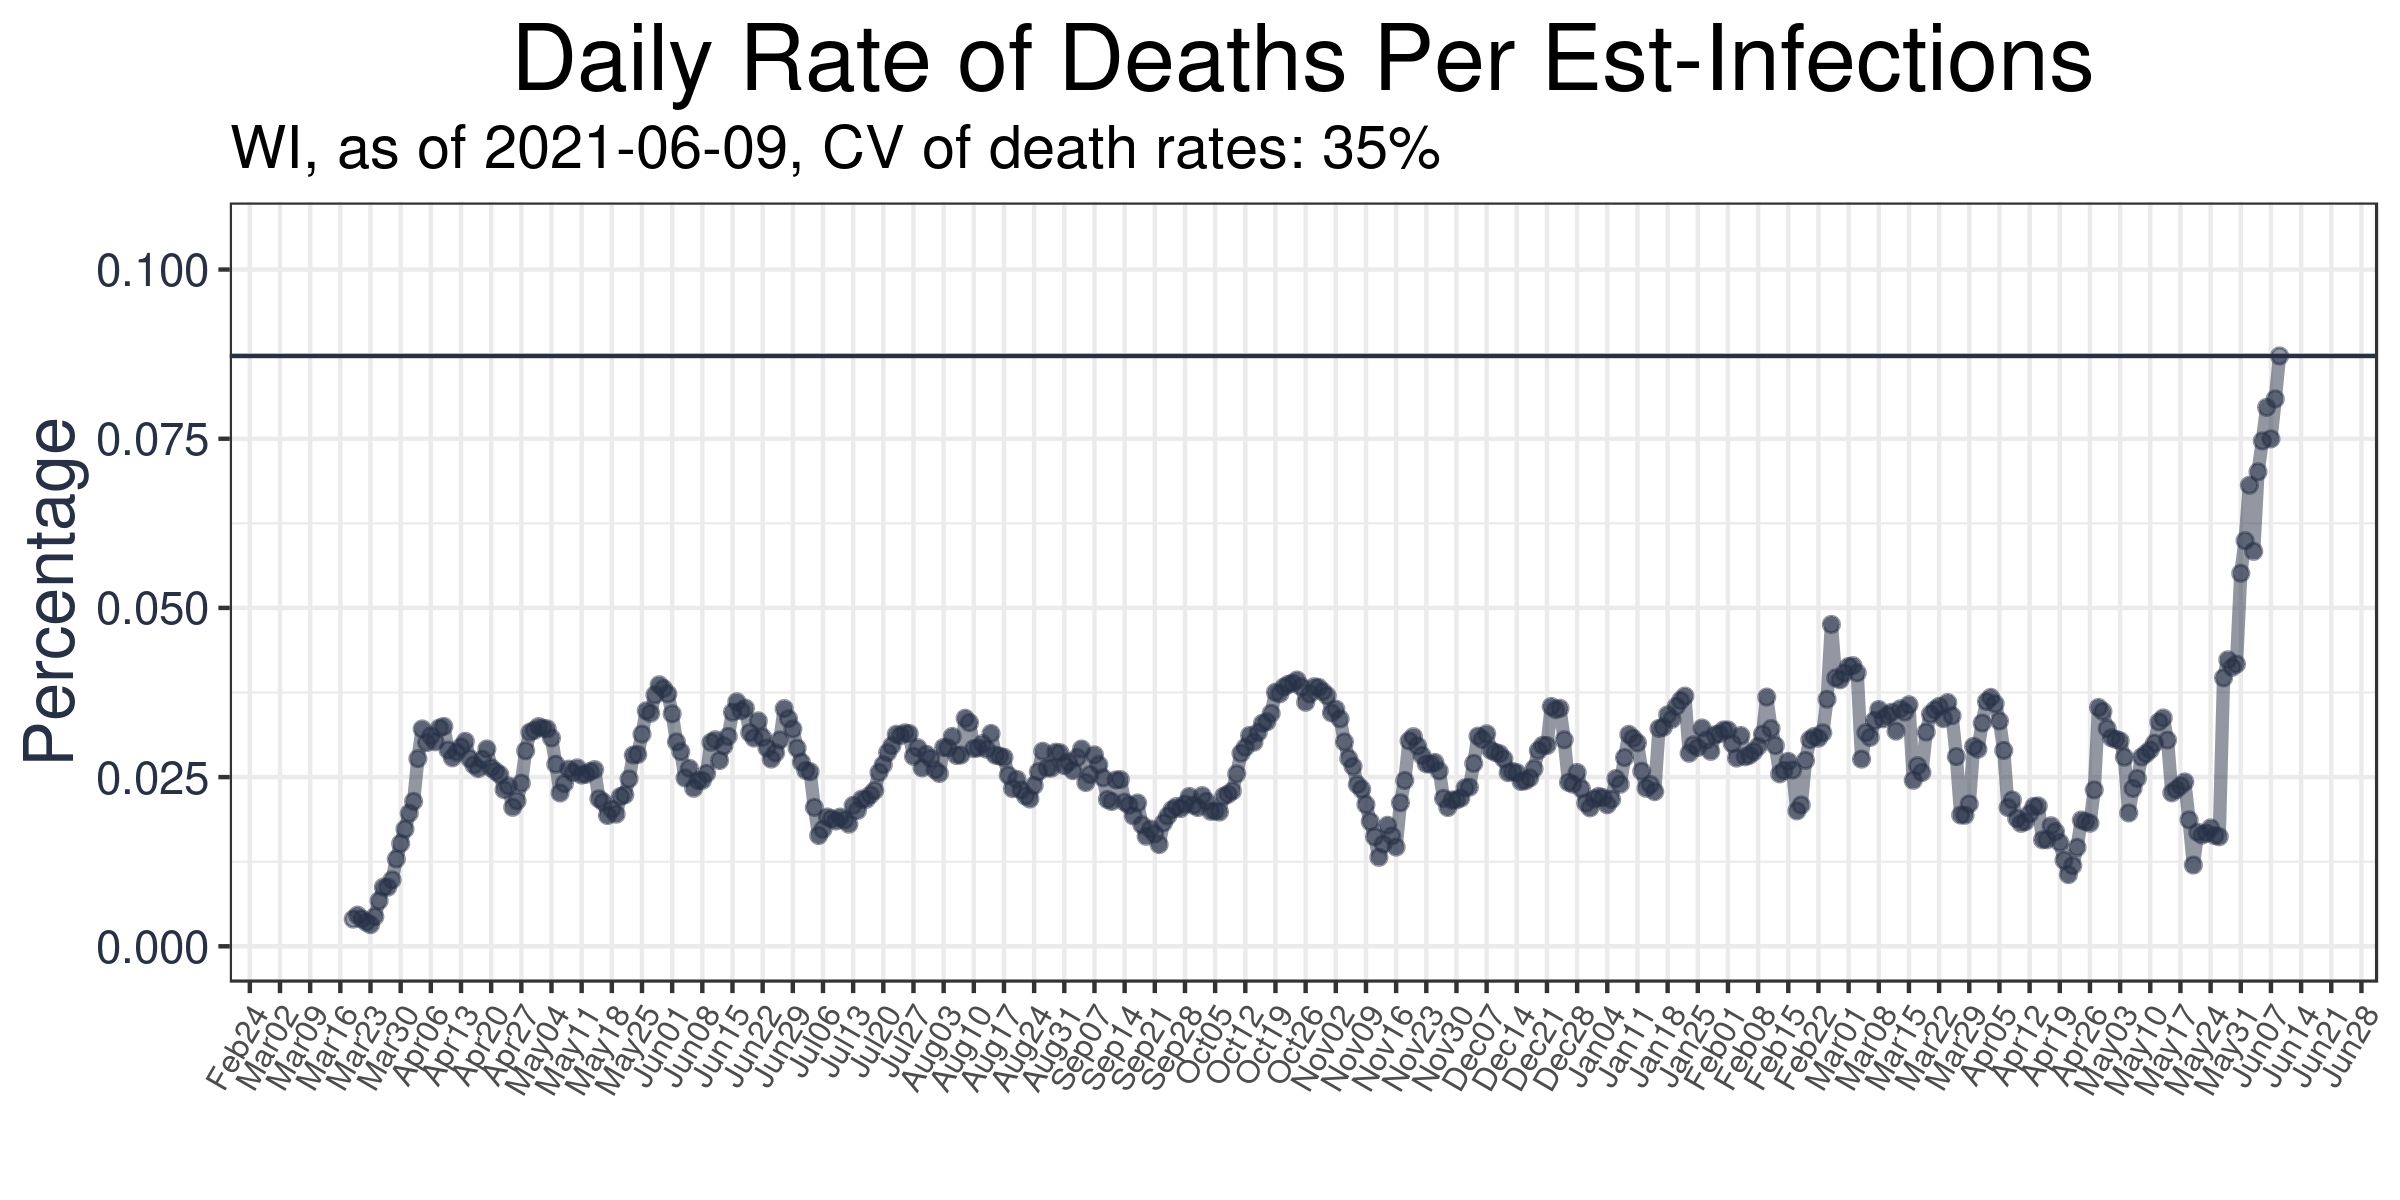 Daily Rate of Deaths Per Est-Infections
WI, as of 2021-06-09, CV of death rates: 35%
Percentage
0.100
0.075
0.050
0.025
0.000
Feb24
Mar02
Mar09
Mar16
Mar23
Mar30
Apr06
Apr13
Apr20
Apr27
May04
May11
May18
May25
Jun01
Jun08
Jun15
Jun22
Jun29
Jul06
Jul13
Jul20
Jul27
Aug03
Aug10
Aug17
Aug24
Aug31
Sep07
Sep14
Sep21
Sep28
Oct05
Oct12
Oct19
Oct26
Nov02
Nov09
Nov16
Nov23
Nov30
Dec07
Dec14
Dec21
Dec28
Jan04
Jan11
Jan18
Jan25
Feb01
Feb08
Feb15
Feb22
Mar01
Mar08
Mar15
Mar22
Mar29
Apr05
Apr12
Apr19
Apr26
May03
May10
May17
May24
May31
Jun07
Jun14
Jun21
Jun28